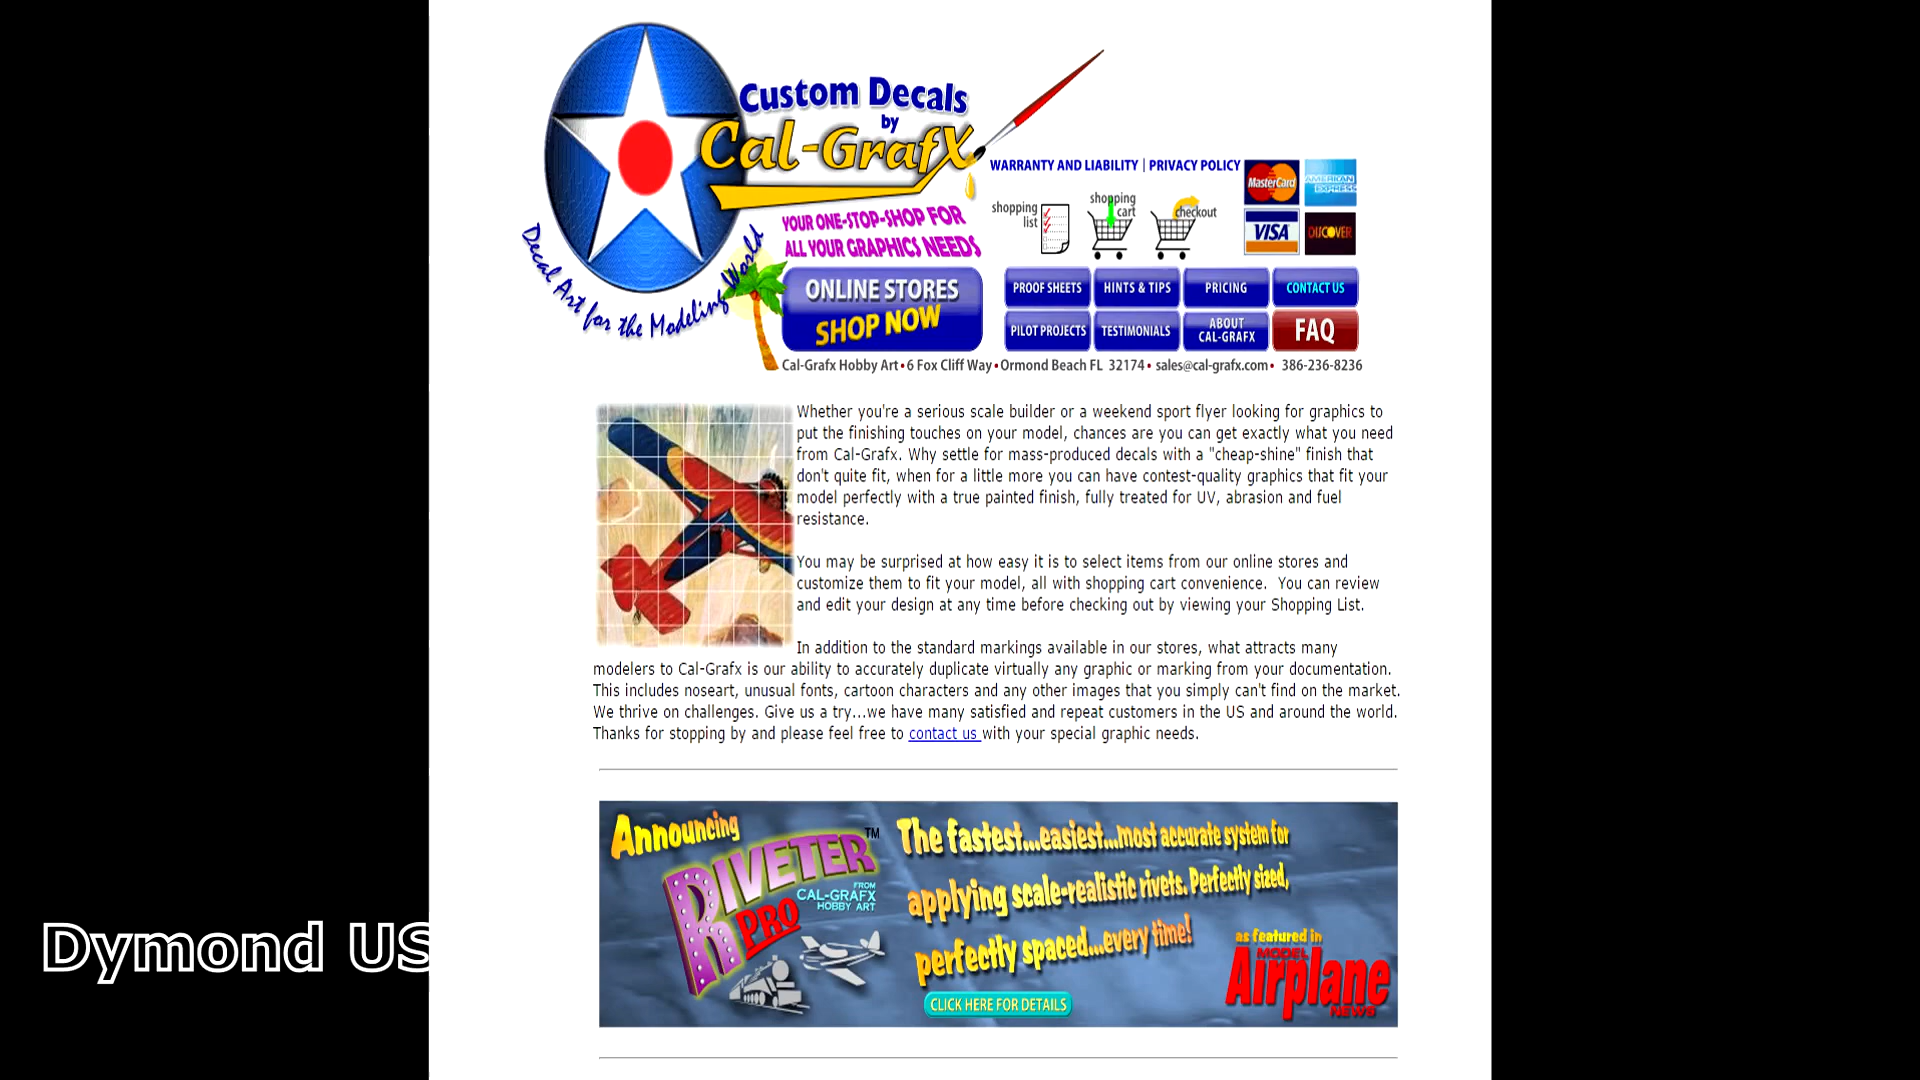 Custom Decals
by
Cal-GrafX
Decal Art for the Modeling World
YOUR ONE-STOP-SHOP FOR
ALL YOUR GRAPHICS NEEDS
WARRANTY AND LIABILITY | PRIVACY POLICY
MasterCard
AMERICAN EXPRESS
shopping list
shopping cart
checkout
VISA
DISCOVER
ONLINE STORES
SHOP NOW
PROOF SHEETS
HINTS & TIPS
PRICING
CONTACT US
PILOT PROJECTS
TESTIMONIALS
ABOUT CAL-GRAFX
FAQ
Cal-Grafx Hobby Art • 6 Fox Cliff Way • Ormond Beach FL 32174 • sales@cal-grafx.com • 386-236-8236
Whether you're a serious scale builder or a weekend sport flyer looking for graphics to
put the finishing touches on your model, chances are you can get exactly what you need
from Cal-Grafx. Why settle for mass-produced decals with a "cheap-shine" finish that
don't quite fit, when for a little more you can have contest-quality graphics that fit your
model perfectly with a true painted finish, fully treated for UV, abrasion and fuel
resistance.
You may be surprised at how easy it is to select items from our online stores and
customize them to fit your model, all with shopping cart convenience. You can review
and edit your design at any time before checking out by viewing your Shopping List.
In addition to the standard markings available in our stores, what attracts many
modelers to Cal-Grafx is our ability to accurately duplicate virtually any graphic or marking from your documentation.
This includes noseart, unusual fonts, cartoon characters and any other images that you simply can't find on the market.
We thrive on challenges. Give us a try...we have many satisfied and repeat customers in the US and around the world.
Thanks for stopping by and please feel free to contact us with your special graphic needs.
Announcing
RIVETER TM
PRO
FROM
CAL-GRAFX
HOBBY ART
The fastest...easiest...most accurate system for
applying scale-realistic rivets. Perfectly sized,
perfectly spaced...every time!
CLICK HERE FOR DETAILS
as featured in
MODEL
Airplane
NEWS
Dymond US